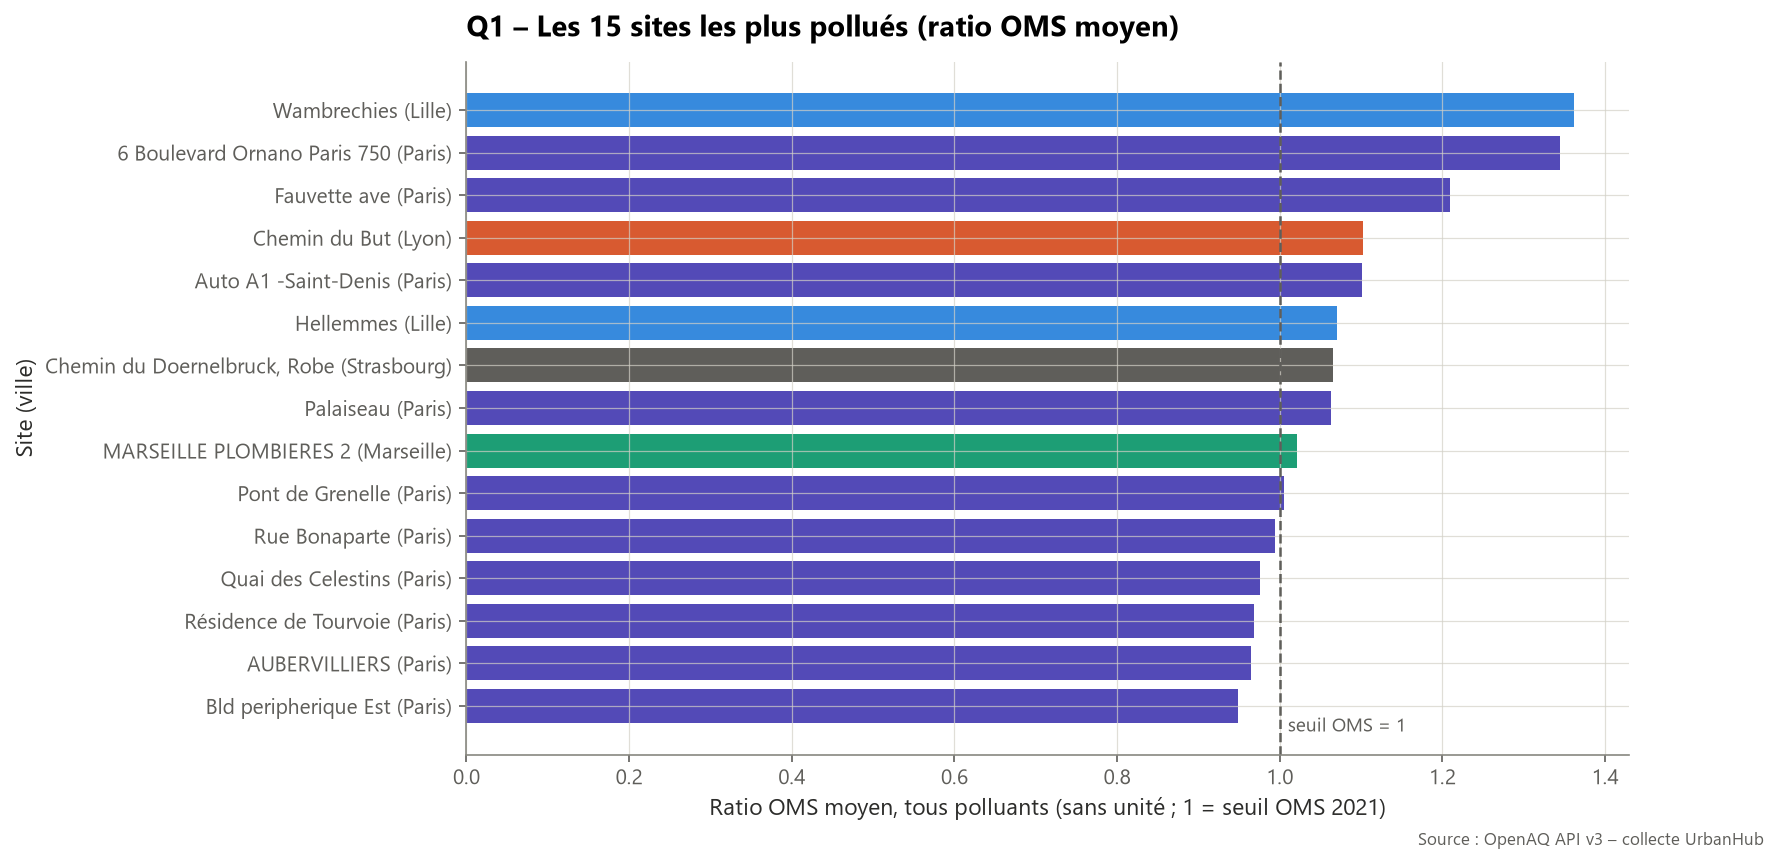 Q1 – Les 15 sites les plus pollués (ratio OMS moyen)
Site (ville)
Wambrechies (Lille)
6 Boulevard Ornano Paris 750 (Paris)
Fauvette ave (Paris)
Chemin du But (Lyon)
Auto A1 -Saint-Denis (Paris)
Hellemmes (Lille)
Chemin du Doernelbruck, Robe (Strasbourg)
Palaiseau (Paris)
MARSEILLE PLOMBIERES 2 (Marseille)
Pont de Grenelle (Paris)
Rue Bonaparte (Paris)
Quai des Celestins (Paris)
Résidence de Tourvoie (Paris)
AUBERVILLIERS (Paris)
Bld peripherique Est (Paris)
seuil OMS = 1
0.0 0.2 0.4 0.6 0.8 1.0 1.2 1.4
Ratio OMS moyen, tous polluants (sans unité ; 1 = seuil OMS 2021)
Source : OpenAQ API v3 – collecte UrbanHub